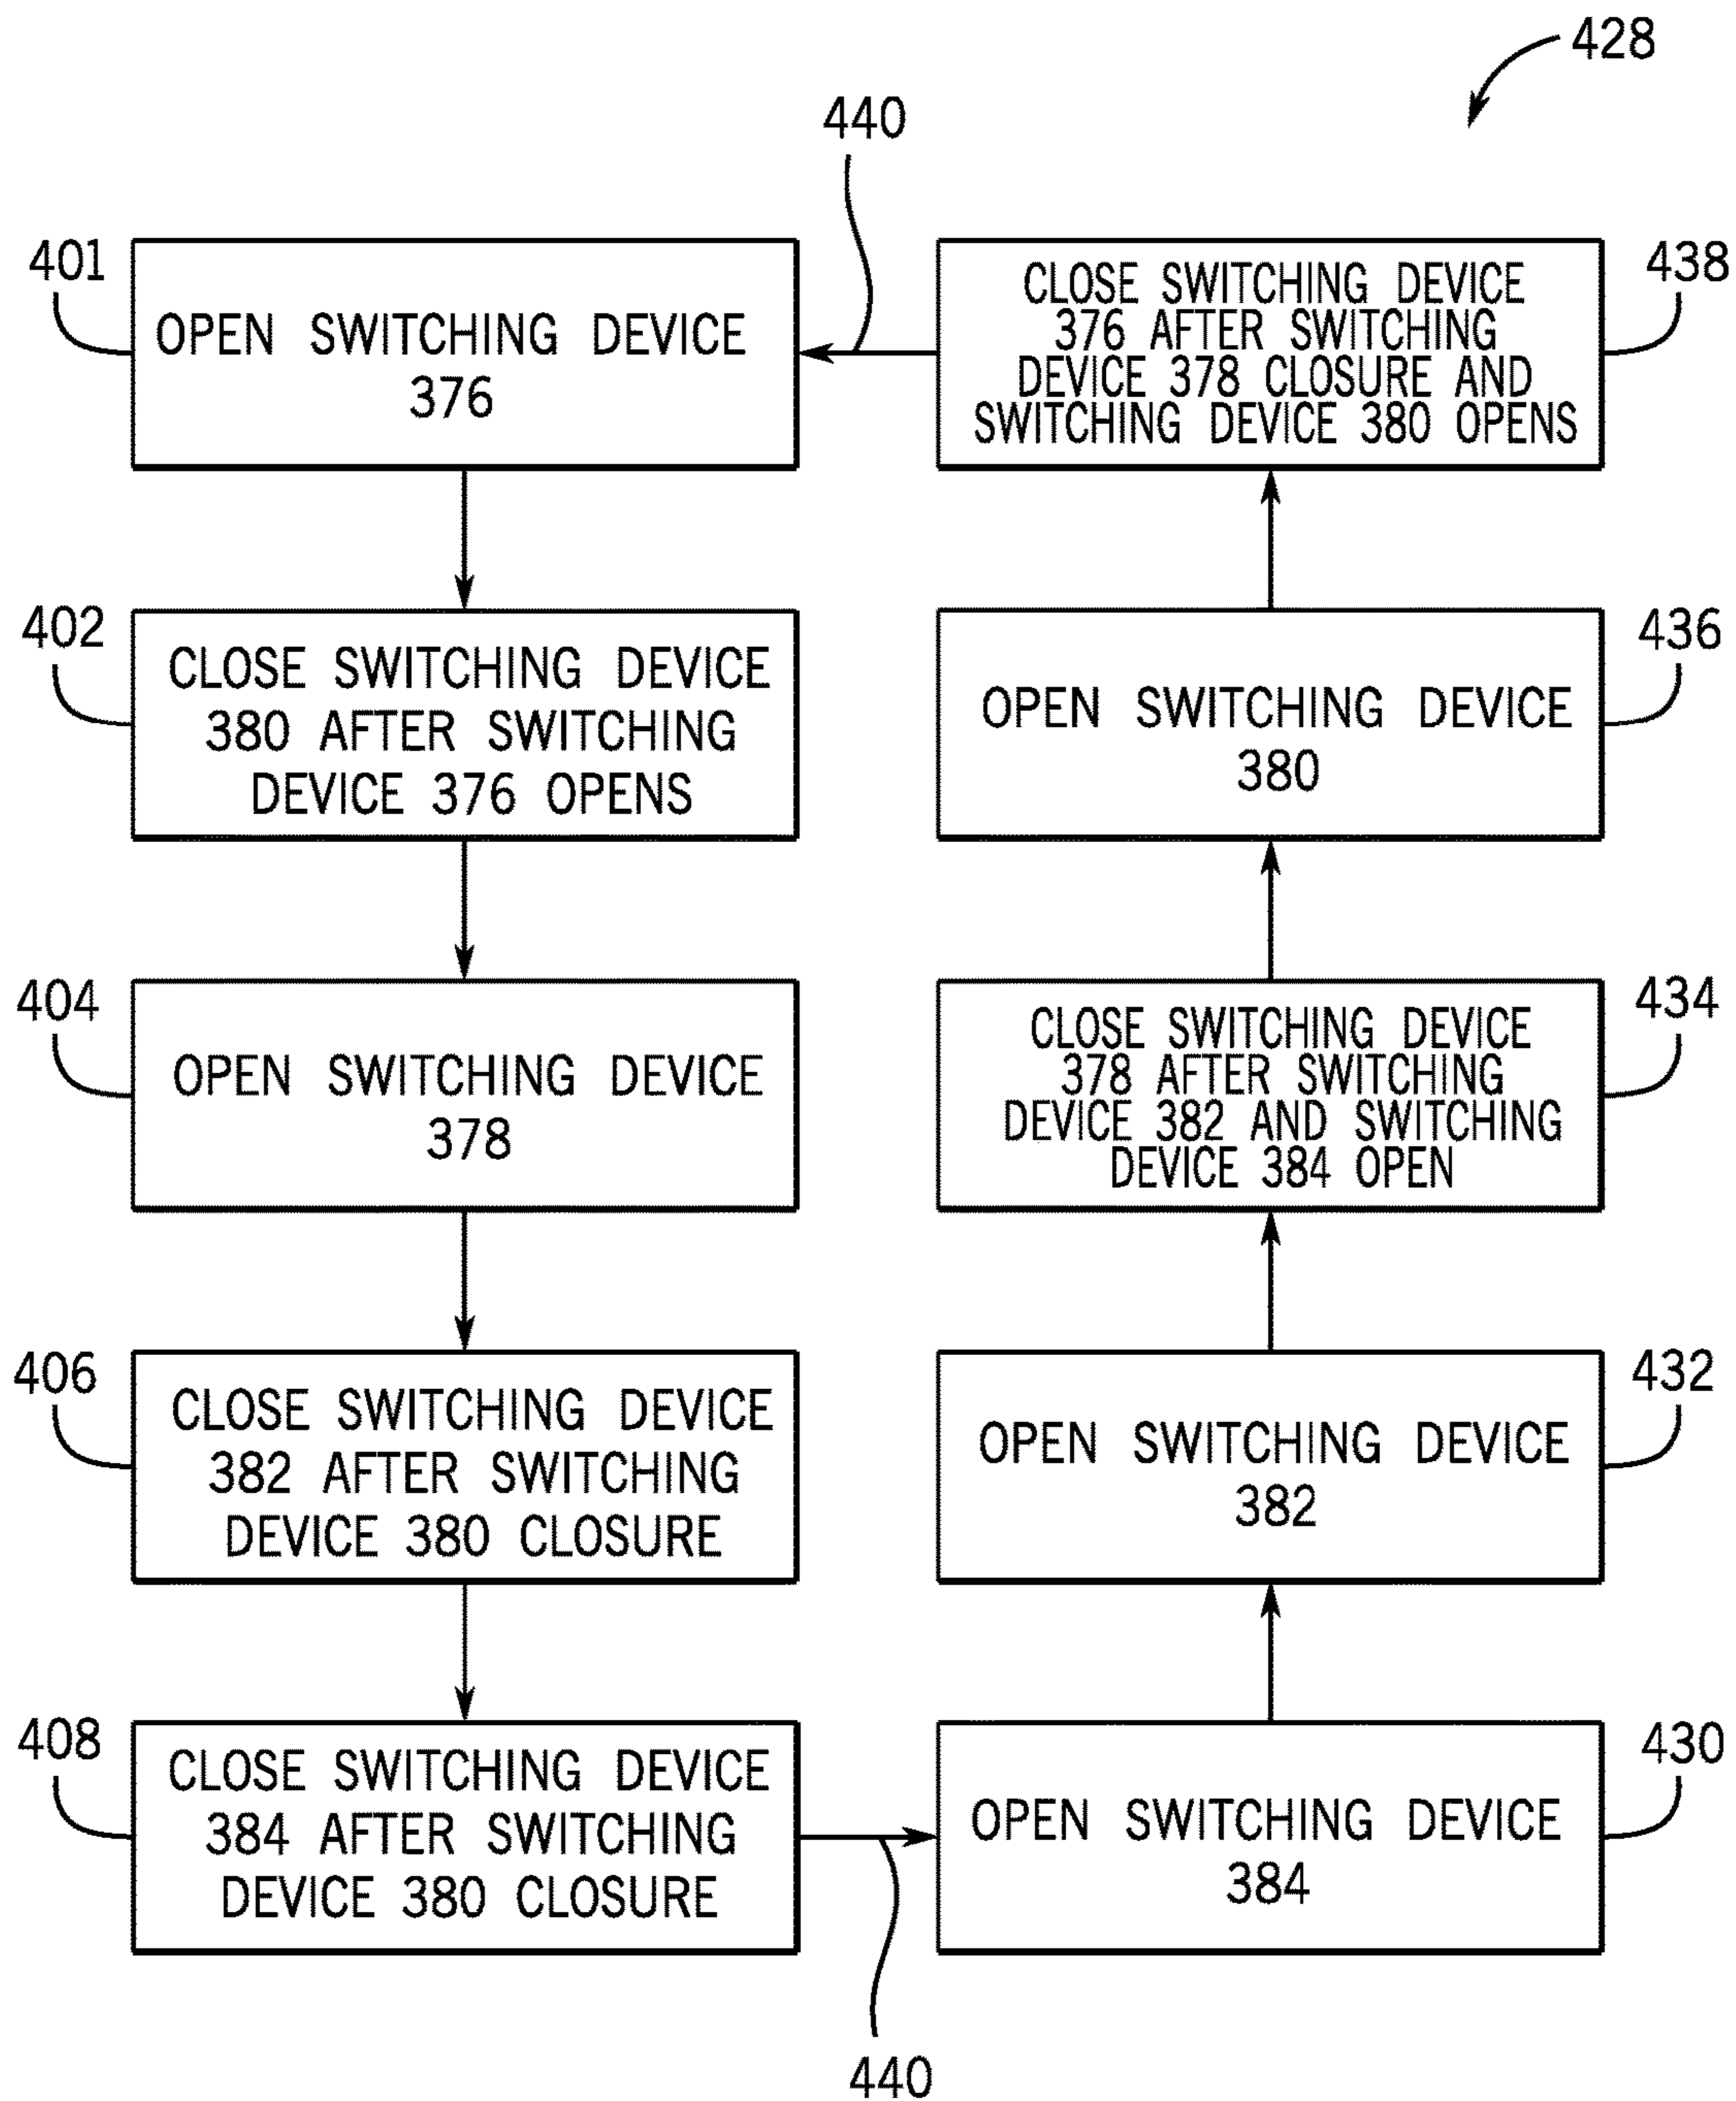 428
440
401
OPEN SWITCHING DEVICE
376
438
CLOSE SWITCHING DEVICE
376 AFTER SWITCHING
DEVICE 378 CLOSURE AND
SWITCHING DEVICE 380 OPENS
402
CLOSE SWITCHING DEVICE
380 AFTER SWITCHING
DEVICE 376 OPENS
436
OPEN SWITCHING DEVICE
380
404
OPEN SWITCHING DEVICE
378
434
CLOSE SWITCHING DEVICE
378 AFTER SWITCHING
DEVICE 382 AND SWITCHING
DEVICE 384 OPEN
406
CLOSE SWITCHING DEVICE
382 AFTER SWITCHING
DEVICE 380 CLOSURE
432
OPEN SWITCHING DEVICE
382
408
CLOSE SWITCHING DEVICE
384 AFTER SWITCHING
DEVICE 380 CLOSURE
430
OPEN SWITCHING DEVICE
384
440